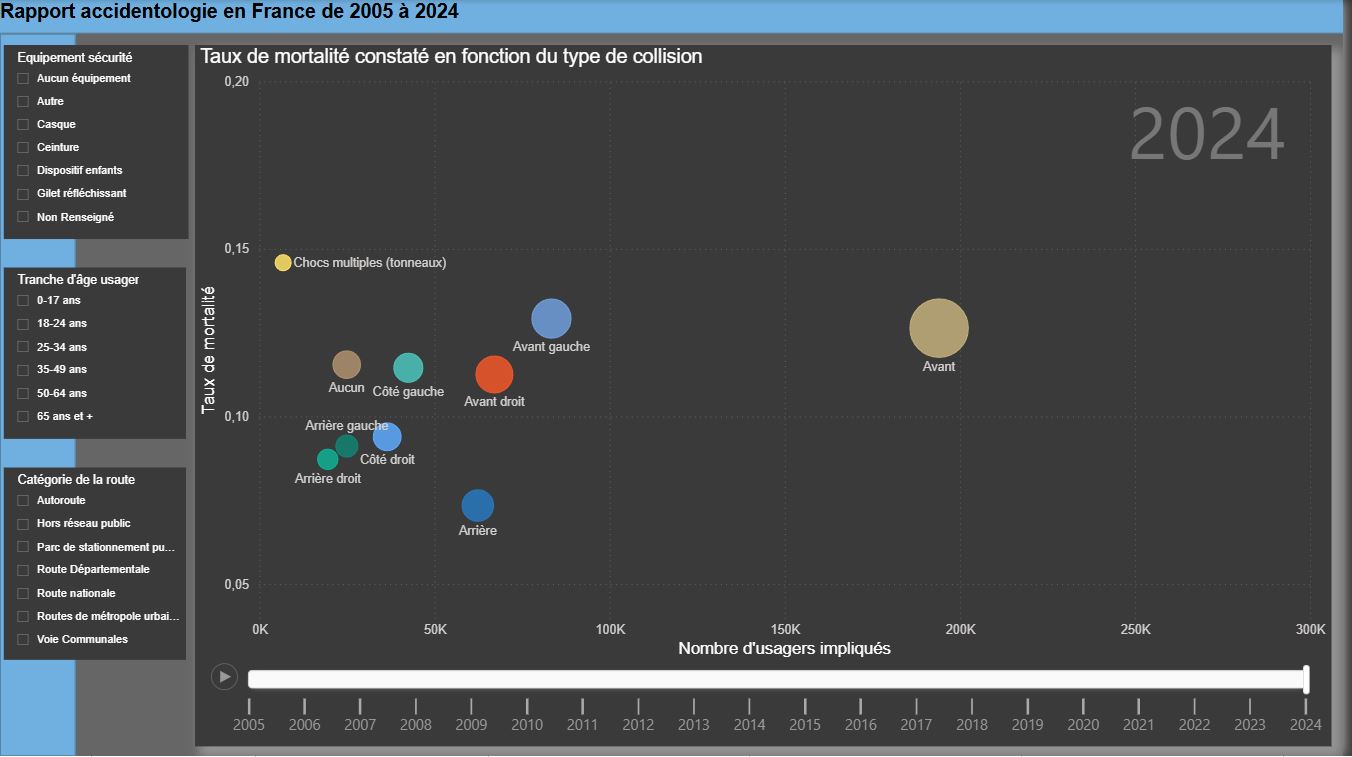 Rapport accidentologie en France de 2005 à 2024
Equipement sécurité
Aucun équipement
Autre
Casque
Ceinture
Dispositif enfants
Gilet réfléchissant
Non Renseigné
Tranche d'âge usager
0-17 ans
18-24 ans
25-34 ans
35-49 ans
50-64 ans
65 ans et +
Catégorie de la route
Autoroute
Hors réseau public
Parc de stationnement pu...
Route Départementale
Route nationale
Routes de métropole urbai...
Voie Communales
Taux de mortalité constaté en fonction du type de collision
2024
0,20
0,15
0,10
0,05
Taux de mortalité
Chocs multiples (tonneaux)
Avant gauche
Avant
Aucun
Côté gauche
Avant droit
Arrière gauche
Côté droit
Arrière droit
Arrière
0K 50K 100K 150K 200K 250K 300K
Nombre d'usagers impliqués
2005 2006 2007 2008 2009 2010 2011 2012 2013 2014 2015 2016 2017 2018 2019 2020 2021 2022 2023 2024